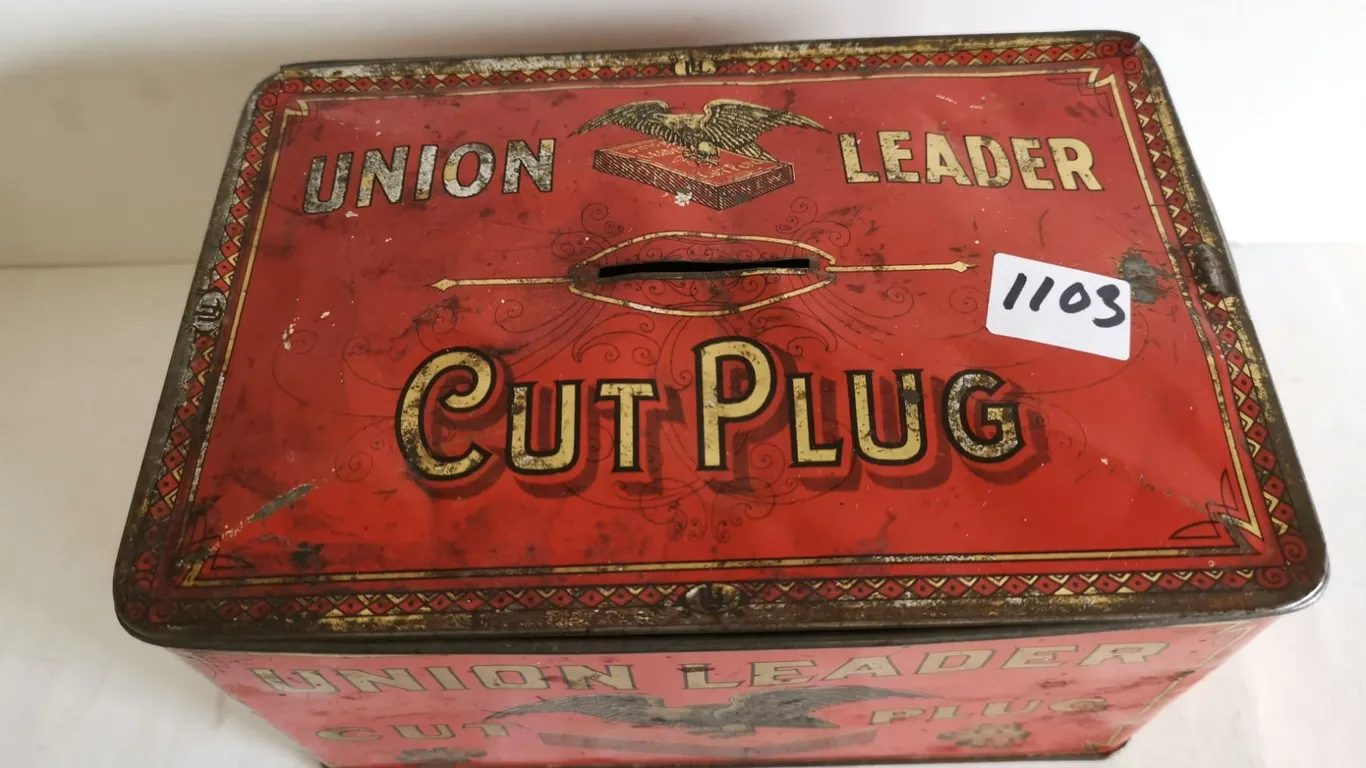 UNION LEADER
CUT PLUG
1103
UNION LEADER
CUT PLUG